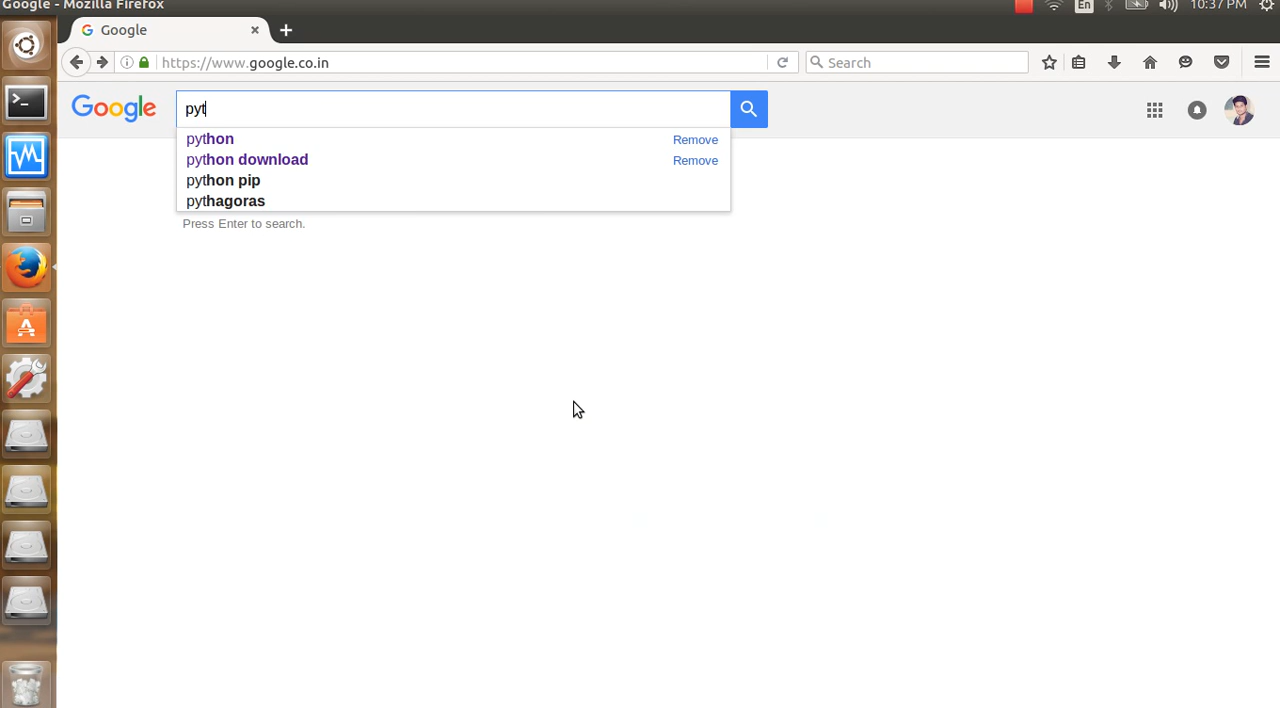 Google - Mozilla Firefox
En
10:37 PM
Google
https://www.google.co.in
Search
Google
pyt
python Remove
python download Remove
python pip
pythagoras
Press Enter to search.